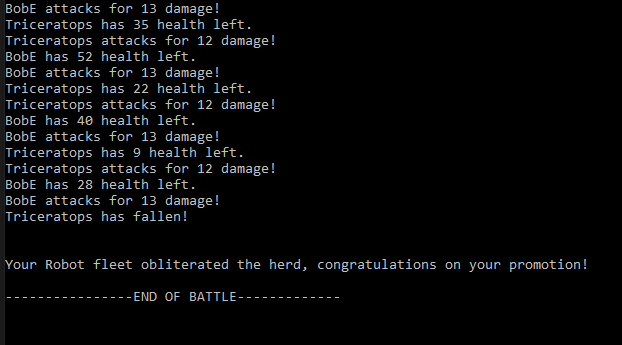 BobE attacks for 13 damage!
Triceratops has 35 health left.
Triceratops attacks for 12 damage!
BobE has 52 health left.
BobE attacks for 13 damage!
Triceratops has 22 health left.
Triceratops attacks for 12 damage!
BobE has 40 health left.
BobE attacks for 13 damage!
Triceratops has 9 health left.
Triceratops attacks for 12 damage!
BobE has 28 health left.
BobE attacks for 13 damage!
Triceratops has fallen!
Your Robot fleet obliterated the herd, congratulations on your promotion!
----------------END OF BATTLE-------------